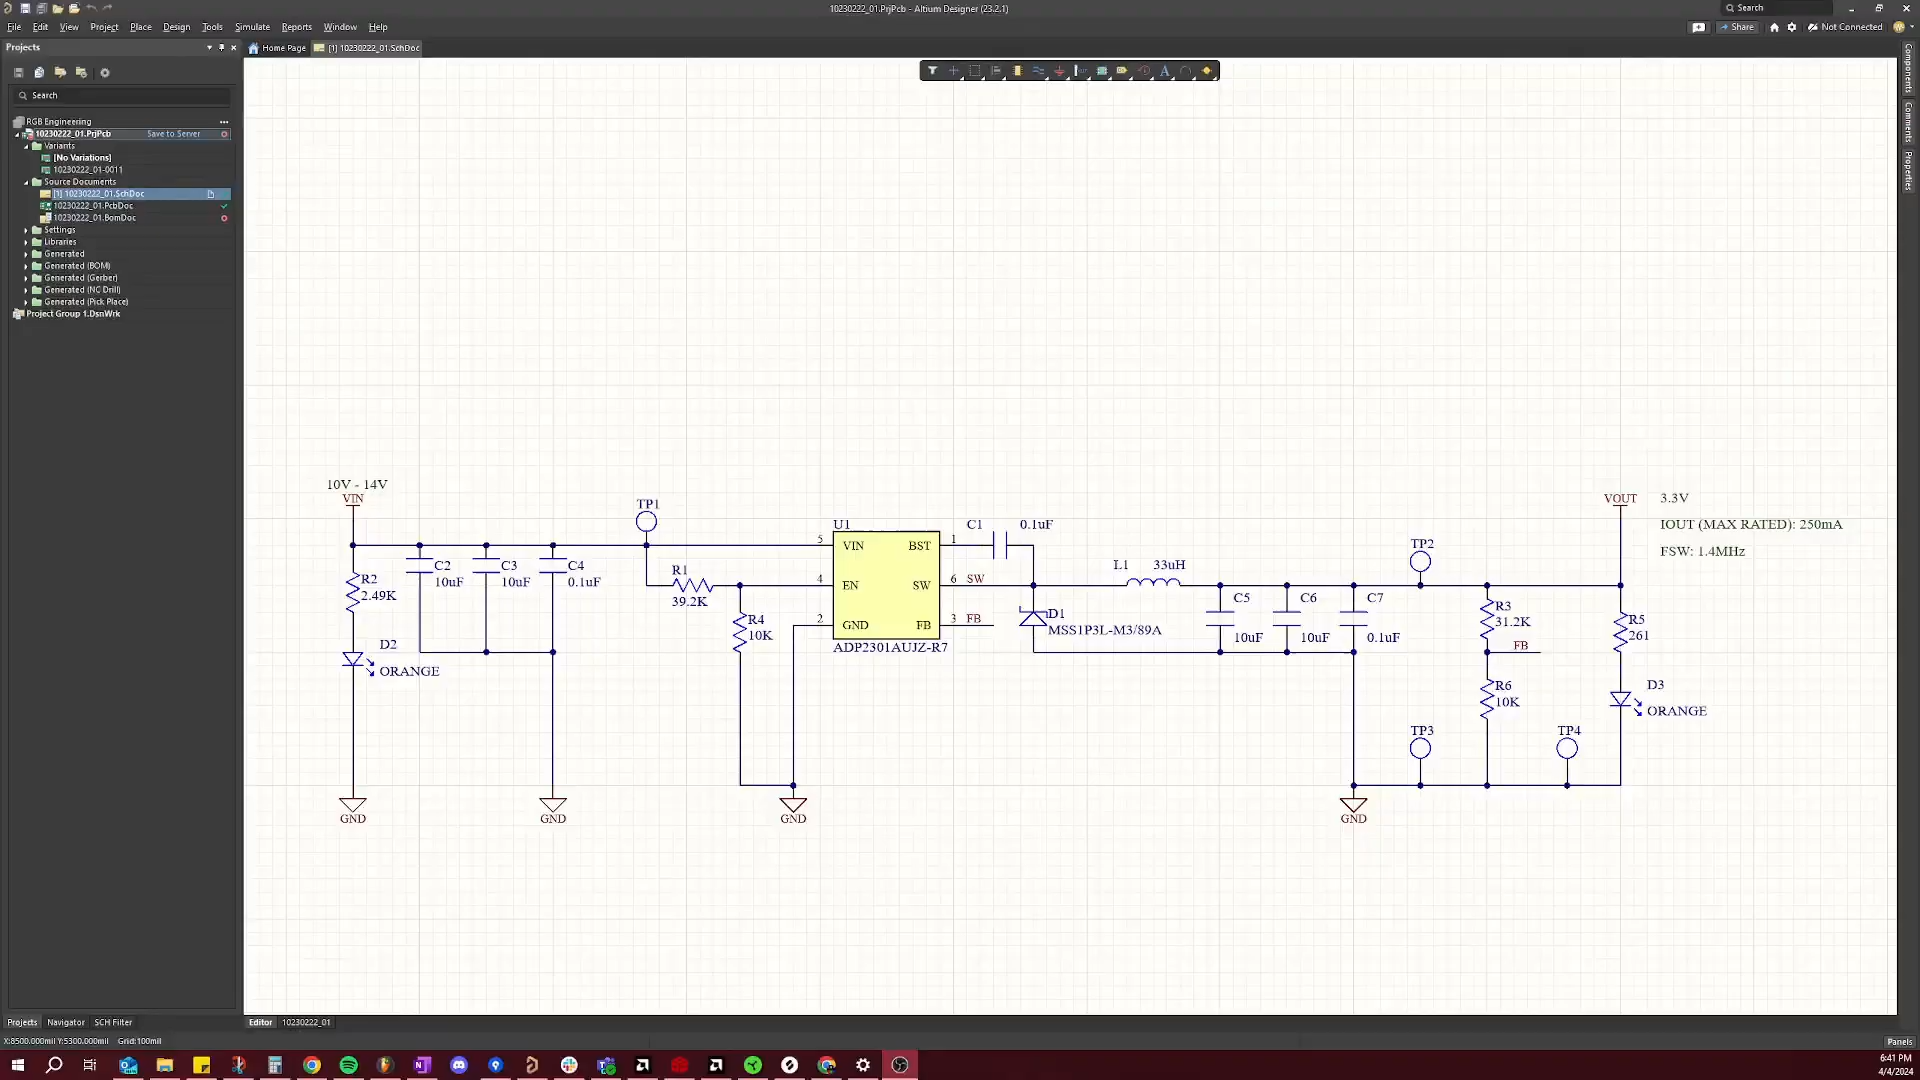 10230222_01.PrjPcb - Altium Designer (23.2.1)
Search
File Edit View Project Place Design Tools Simulate Reports Window Help
Share
Not Connected
Projects
Home Page
[1] 10230222_01.SchDoc
Search
RGB Engineering
10230222_01.PrjPcb Save to Server
Variants
[No Variations]
10230222_01-0011
Source Documents
[1] 10230222_01.SchDoc
10230222_01.PcbDoc
10230222_01.BomDoc
Settings
Libraries
Generated
Generated (BOM)
Generated (Gerber)
Generated (NC Drill)
Generated (Pick Place)
Project Group 1.DsnWrk
Components
Comments
Properties
10V - 14V
VIN
R2
2.49K
D2
ORANGE
GND
C2
10uF
C3
10uF
C4
0.1uF
GND
TP1
R1
39.2K
R4
10K
GND
U1
5 VIN
4 EN
2 GND
BST 1
SW 6 SW
FB 3 FB
ADP2301AUJZ-R7
C1 0.1uF
D1
MSS1P3L-M3/89A
L1 33uH
C5
10uF
C6
10uF
C7
0.1uF
GND
TP2
R3
31.2K
FB
R6
10K
TP3
TP4
VOUT 3.3V
IOUT (MAX RATED): 250mA
FSW: 1.4MHz
R5
261
D3
ORANGE
Projects Navigator SCH Filter
Editor 10230222_01
X:8500.000mil Y:5300.000mil Grid:100mil
Panels
6:41 PM
4/4/2024